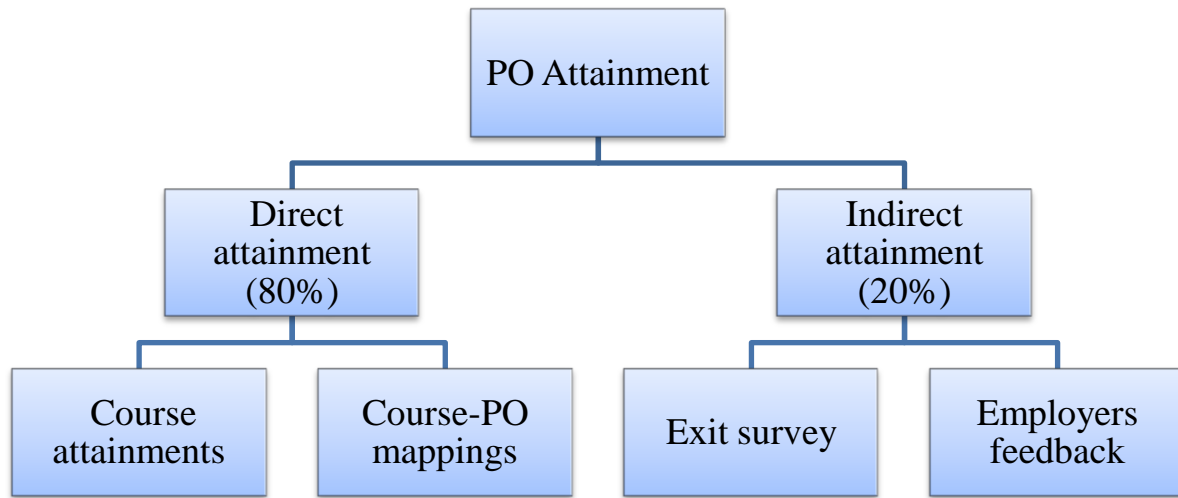 PO Attainment
Direct
attainment
(80%)
Indirect
attainment
(20%)
Course
attainments
Course-PO
mappings
Exit survey
Employers
feedback